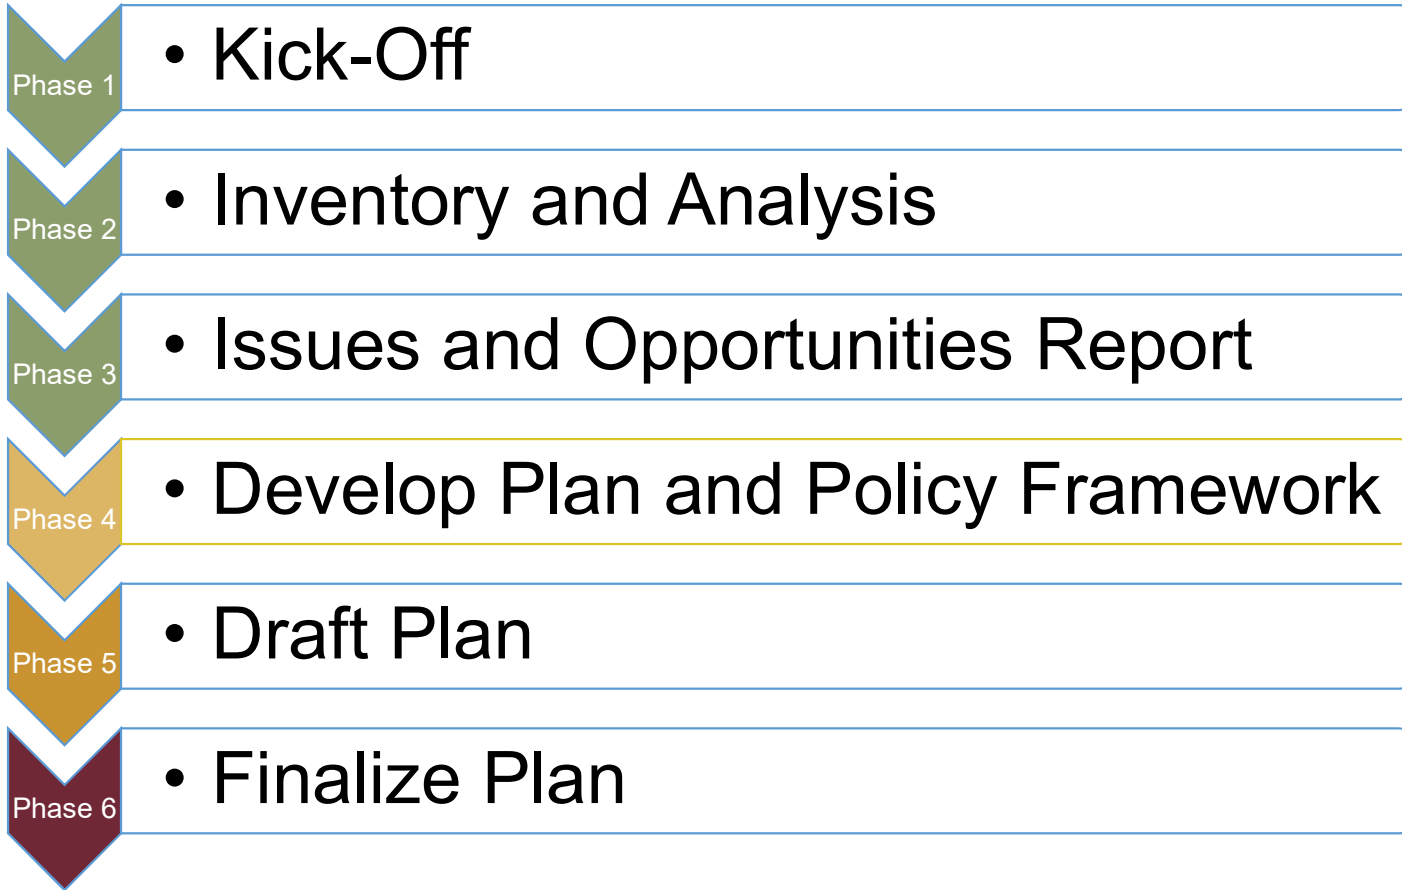 Phase 1
• Kick-Off
Phase 2
• Inventory and Analysis
Phase 3
• Issues and Opportunities Report
Phase 4
• Develop Plan and Policy Framework
Phase 5
• Draft Plan
Phase 6
• Finalize Plan